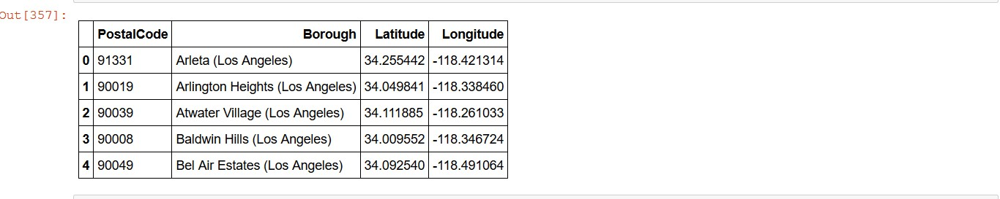 Out[357]:
PostalCode Borough Latitude Longitude
0 91331 Arleta (Los Angeles) 34.255442 -118.421314
1 90019 Arlington Heights (Los Angeles) 34.049841 -118.338460
2 90039 Atwater Village (Los Angeles) 34.111885 -118.261033
3 90008 Baldwin Hills (Los Angeles) 34.009552 -118.346724
4 90049 Bel Air Estates (Los Angeles) 34.092540 -118.491064